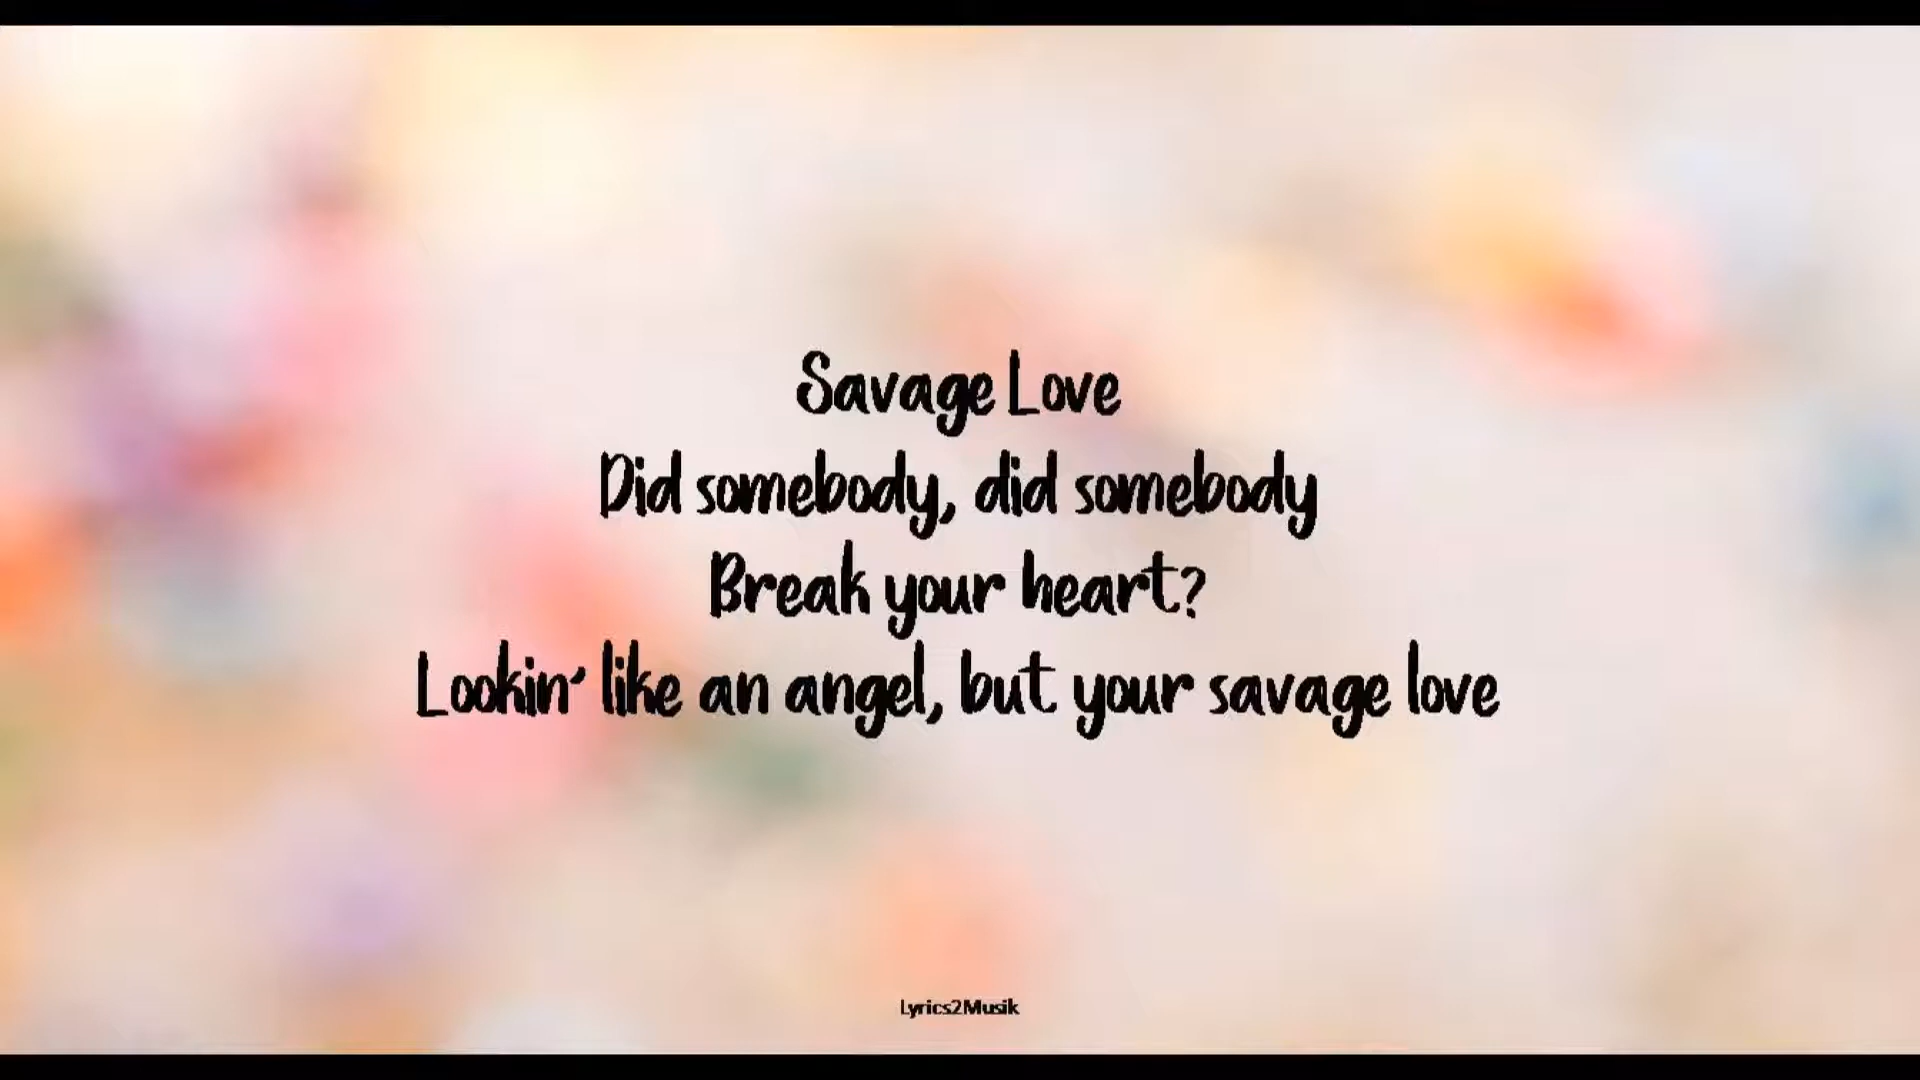 Savage Love
Did somebody, did somebody
Break your heart?
Lookin' like an angel, but your savage love
Lyrics2Musik